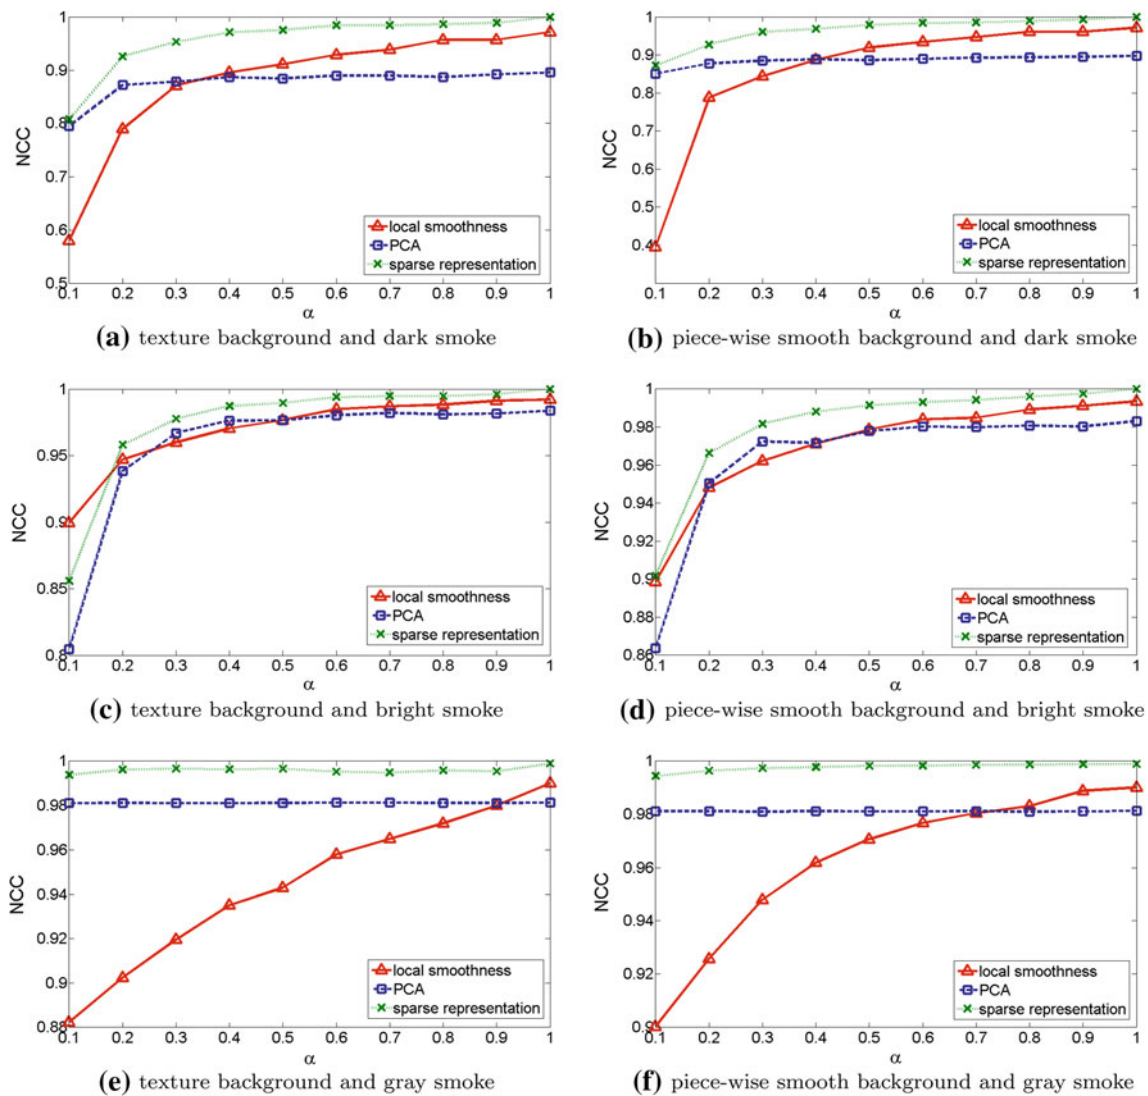 1
0.9
0.8
0.7
0.6
0.5
NCC
local smoothness
PCA
sparse representation
0.1 0.2 0.3 0.4 0.5 0.6 0.7 0.8 0.9 1
α
(a) texture background and dark smoke
1
0.9
0.8
0.7
0.6
0.5
0.4
NCC
local smoothness
PCA
sparse representation
0.1 0.2 0.3 0.4 0.5 0.6 0.7 0.8 0.9 1
α
(b) piece-wise smooth background and dark smoke
1
0.95
0.9
0.85
0.8
NCC
local smoothness
PCA
sparse representation
0.1 0.2 0.3 0.4 0.5 0.6 0.7 0.8 0.9 1
α
(c) texture background and bright smoke
1
0.98
0.96
0.94
0.92
0.9
0.88
0.86
NCC
local smoothness
PCA
sparse representation
0.1 0.2 0.3 0.4 0.5 0.6 0.7 0.8 0.9 1
α
(d) piece-wise smooth background and bright smoke
1
0.98
0.96
0.94
0.92
0.9
0.88
NCC
local smoothness
PCA
sparse representation
0.1 0.2 0.3 0.4 0.5 0.6 0.7 0.8 0.9 1
α
(e) texture background and gray smoke
1
0.98
0.96
0.94
0.92
0.9
NCC
local smoothness
PCA
sparse representation
0.1 0.2 0.3 0.4 0.5 0.6 0.7 0.8 0.9 1
α
(f) piece-wise smooth background and gray smoke